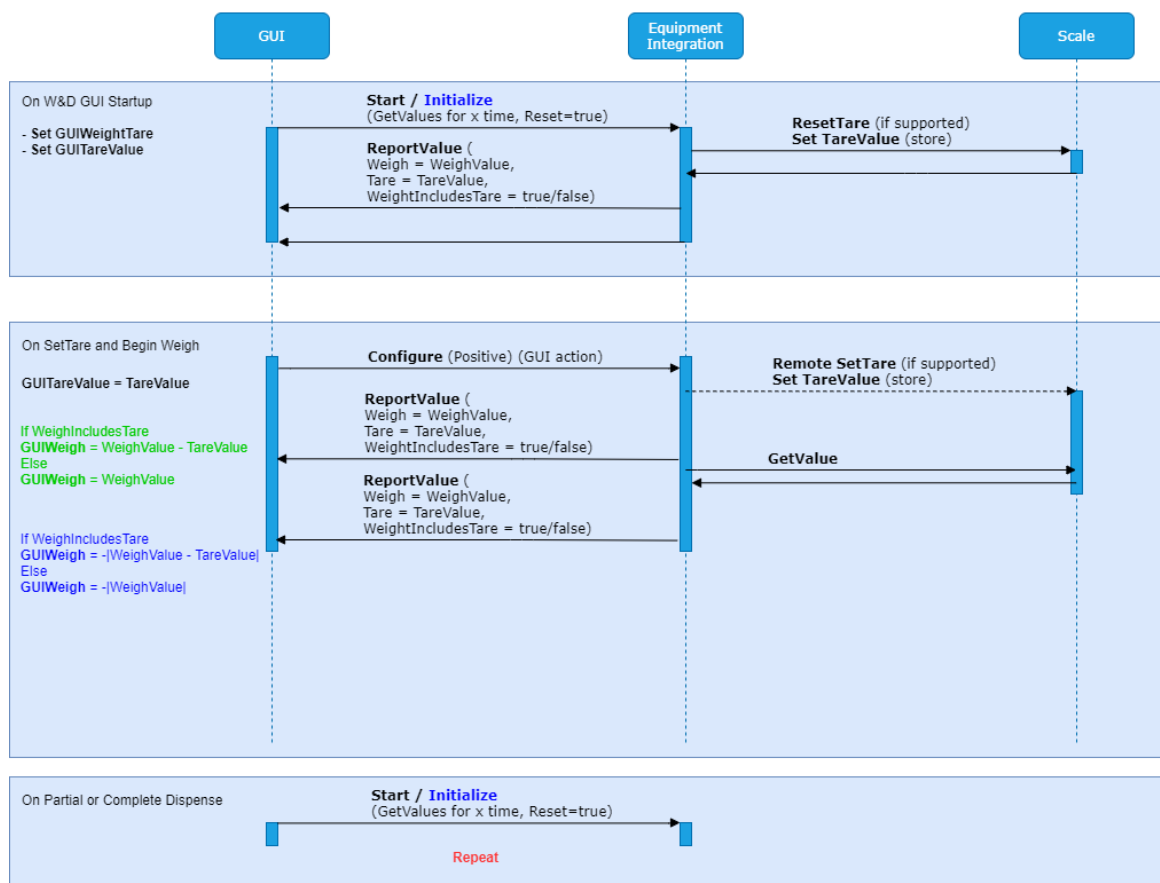 GUI
Equipment
Integration
Scale
On W&D GUI Startup
- Set GUIWeightTare
- Set GUITareValue
Start / Initialize
(GetValues for x time, Reset=true)
ReportValue (
Weigh = WeighValue,
Tare = TareValue,
WeightIncludesTare = true/false)
ResetTare (if supported)
Set TareValue (store)
On SetTare and Begin Weigh
GUITareValue = TareValue
If WeighIncludesTare
GUIWeigh = WeighValue - TareValue
Else
GUIWeigh = WeighValue
If WeighIncludesTare
GUIWeigh = -|WeighValue - TareValue|
Else
GUIWeigh = -|WeighValue|
Configure (Positive) (GUI action)
ReportValue (
Weigh = WeighValue,
Tare = TareValue,
WeightIncludesTare = true/false)
ReportValue (
Weigh = WeighValue,
Tare = TareValue,
WeightIncludesTare = true/false)
Remote SetTare (if supported)
Set TareValue (store)
GetValue
On Partial or Complete Dispense
Start / Initialize
(GetValues for x time, Reset=true)
Repeat